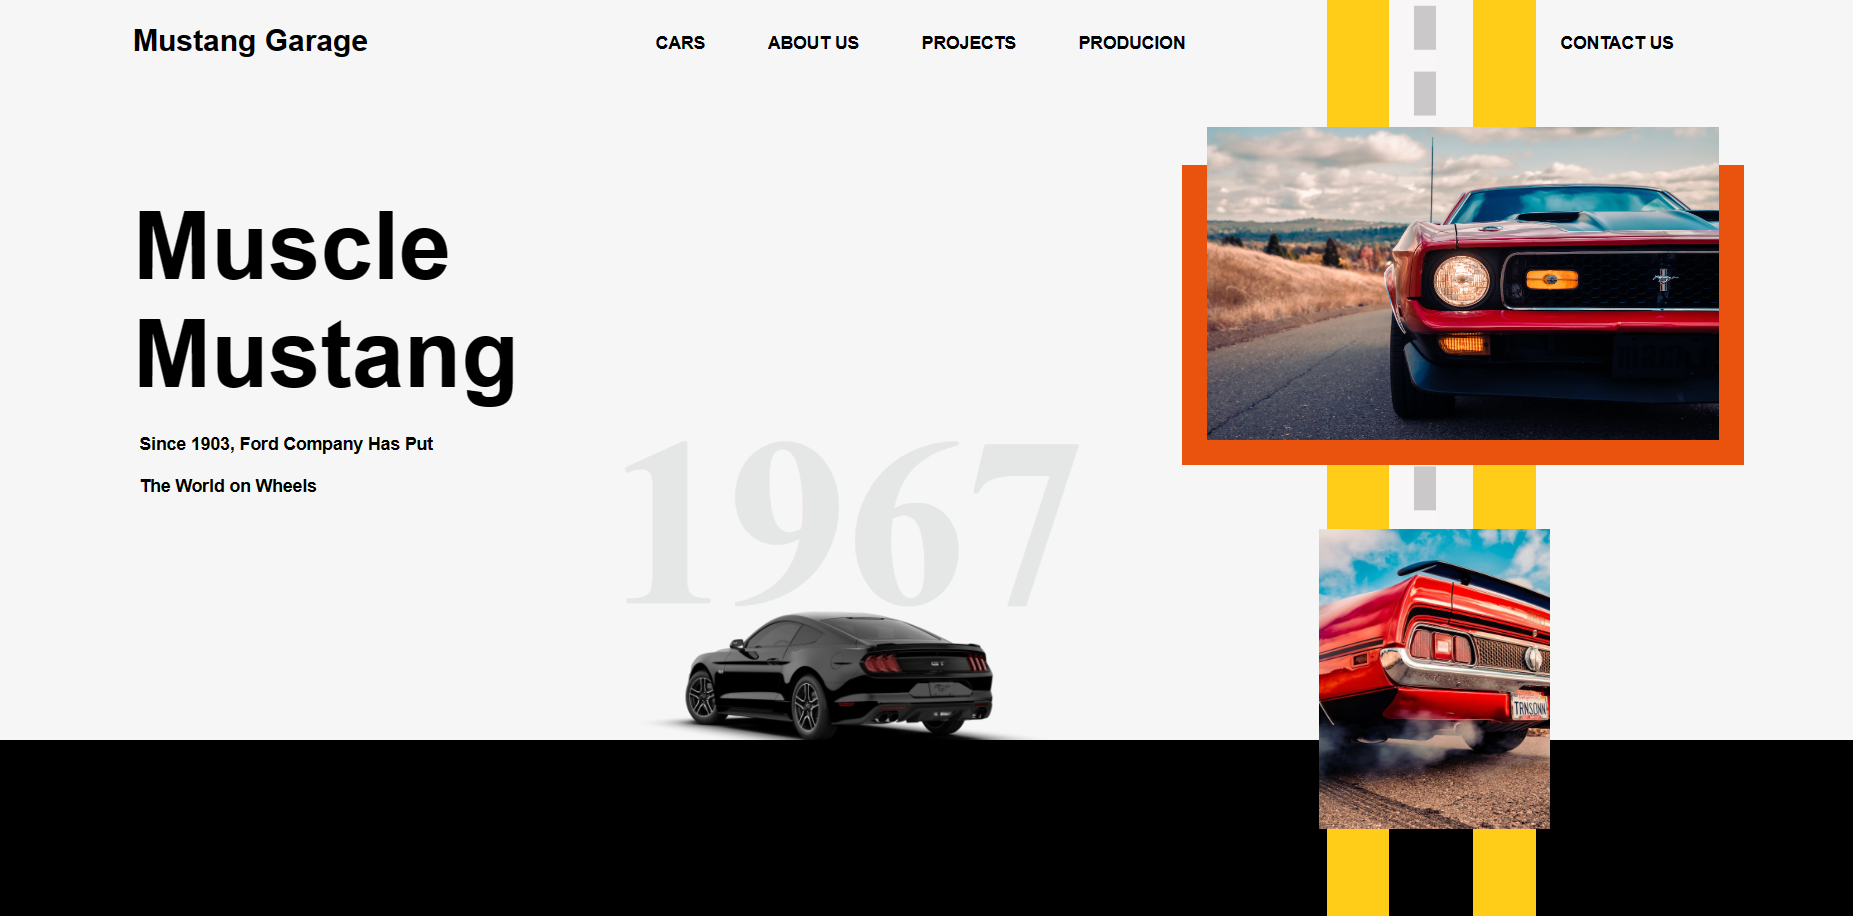 Mustang Garage
CARS ABOUT US PROJECTS PRODUCION CONTACT US
Muscle
Mustang
Since 1903, Ford Company Has Put
The World on Wheels
1967
GT
TRNSONN